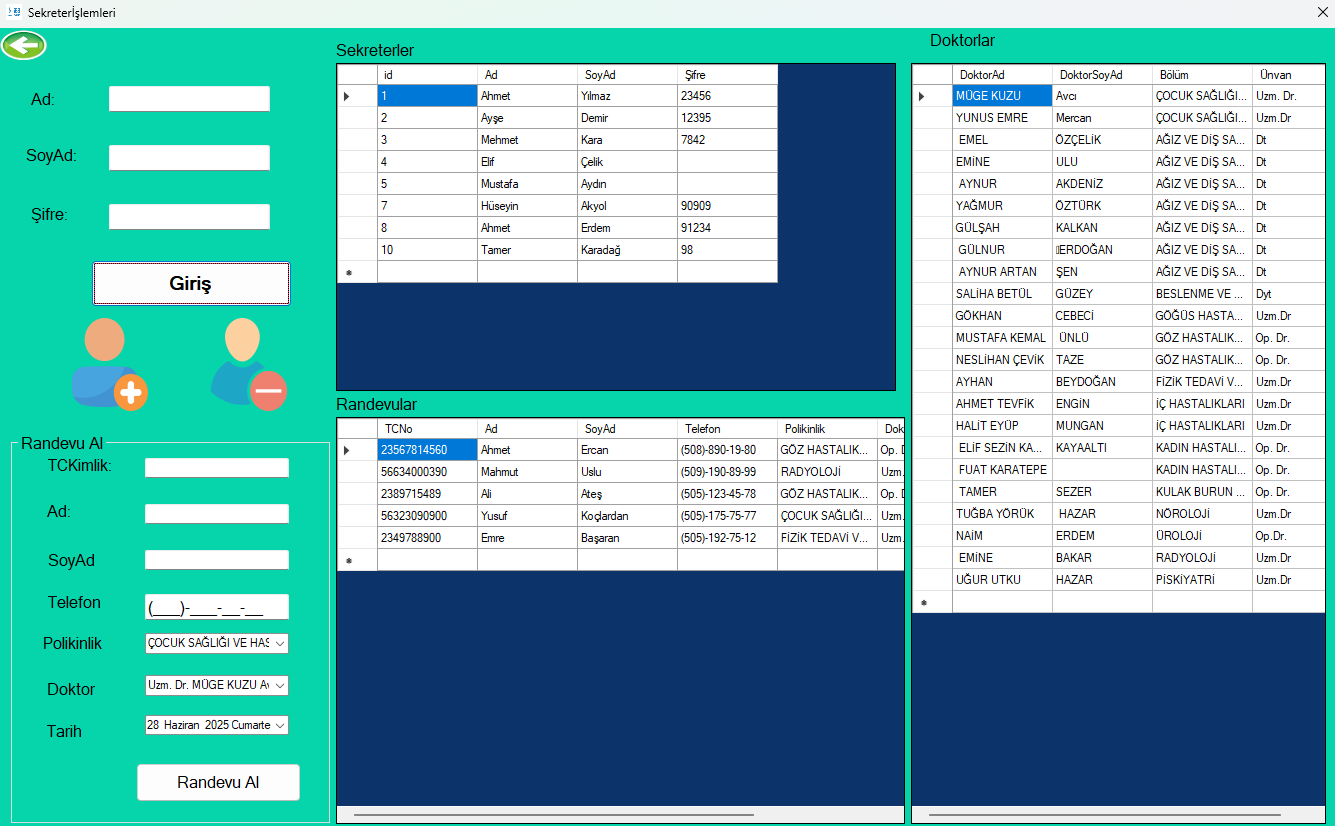 Sekreterİşlemleri
Ad:
SoyAd:
Şifre:
Giriş
Randevu Al
TCKimlik:
Ad:
SoyAd
Telefon (___)-___-__-__
Polikinlik ÇOCUK SAĞLIĞI VE HAS
Doktor Uzm. Dr. MÜGE KUZU Av
Tarih 28 Haziran 2025 Cumarte
Randevu Al
Sekreterler
id Ad SoyAd Şifre
1 Ahmet Yılmaz 23456
2 Ayşe Demir 12395
3 Mehmet Kara 7842
4 Elif Çelik
5 Mustafa Aydın
7 Hüseyin Akyol 90909
8 Ahmet Erdem 91234
10 Tamer Karadağ 98
Randevular
TCNo Ad SoyAd Telefon Polikinlik Dok
23567814560 Ahmet Ercan (508)-890-19-80 GÖZ HASTALIK... Op. D
56634000390 Mahmut Uslu (509)-190-89-99 RADYOLOJİ Uzm.
2389715489 Ali Ateş (505)-123-45-78 GÖZ HASTALIK... Op. D
56323090900 Yusuf Koçlardan (505)-175-75-77 ÇOCUK SAĞLIĞI... Uzm.
2349788900 Emre Başaran (505)-192-75-12 FİZİK TEDAVİ V... Uzm.
Doktorlar
DoktorAd DoktorSoyAd Bölüm Ünvan
MÜGE KUZU Avcı ÇOCUK SAĞLIĞI... Uzm. Dr.
YUNUS EMRE Mercan ÇOCUK SAĞLIĞI... Uzm.Dr
EMEL ÖZÇELİK AĞIZ VE DİŞ SA... Dt
EMİNE ULU AĞIZ VE DİŞ SA... Dt
AYNUR AKDENİZ AĞIZ VE DİŞ SA... Dt
YAĞMUR ÖZTÜRK AĞIZ VE DİŞ SA... Dt
GÜLŞAH KALKAN AĞIZ VE DİŞ SA... Dt
GÜLNUR ERDOĞAN AĞIZ VE DİŞ SA... Dt
AYNUR ARTAN ŞEN AĞIZ VE DİŞ SA... Dt
SALİHA BETÜL GÜZEY BESLENME VE ... Dyt
GÖKHAN CEBECİ GÖĞÜS HASTA... Uzm.Dr
MUSTAFA KEMAL ÜNLÜ GÖZ HASTALIK... Op. Dr.
NESLİHAN ÇEVİK TAZE GÖZ HASTALIK... Op. Dr.
AYHAN BEYDOĞAN FİZİK TEDAVİ V... Uzm.Dr
AHMET TEVFİK ENGİN İÇ HASTALIKLARI Uzm.Dr
HALİT EYÜP MUNGAN İÇ HASTALIKLARI Uzm.Dr
ELİF SEZİN KA... KAYAALTI KADIN HASTALI... Op. Dr.
FUAT KARATEPE KADIN HASTALI... Op. Dr.
TAMER SEZER KULAK BURUN ... Op. Dr.
TUĞBA YÖRÜK HAZAR NÖROLOJİ Uzm.Dr
NAİM ERDEM ÜROLOJİ Op.Dr.
EMİNE BAKAR RADYOLOJİ Uzm.Dr
UĞUR UTKU HAZAR PİSKİYATRİ Uzm.Dr